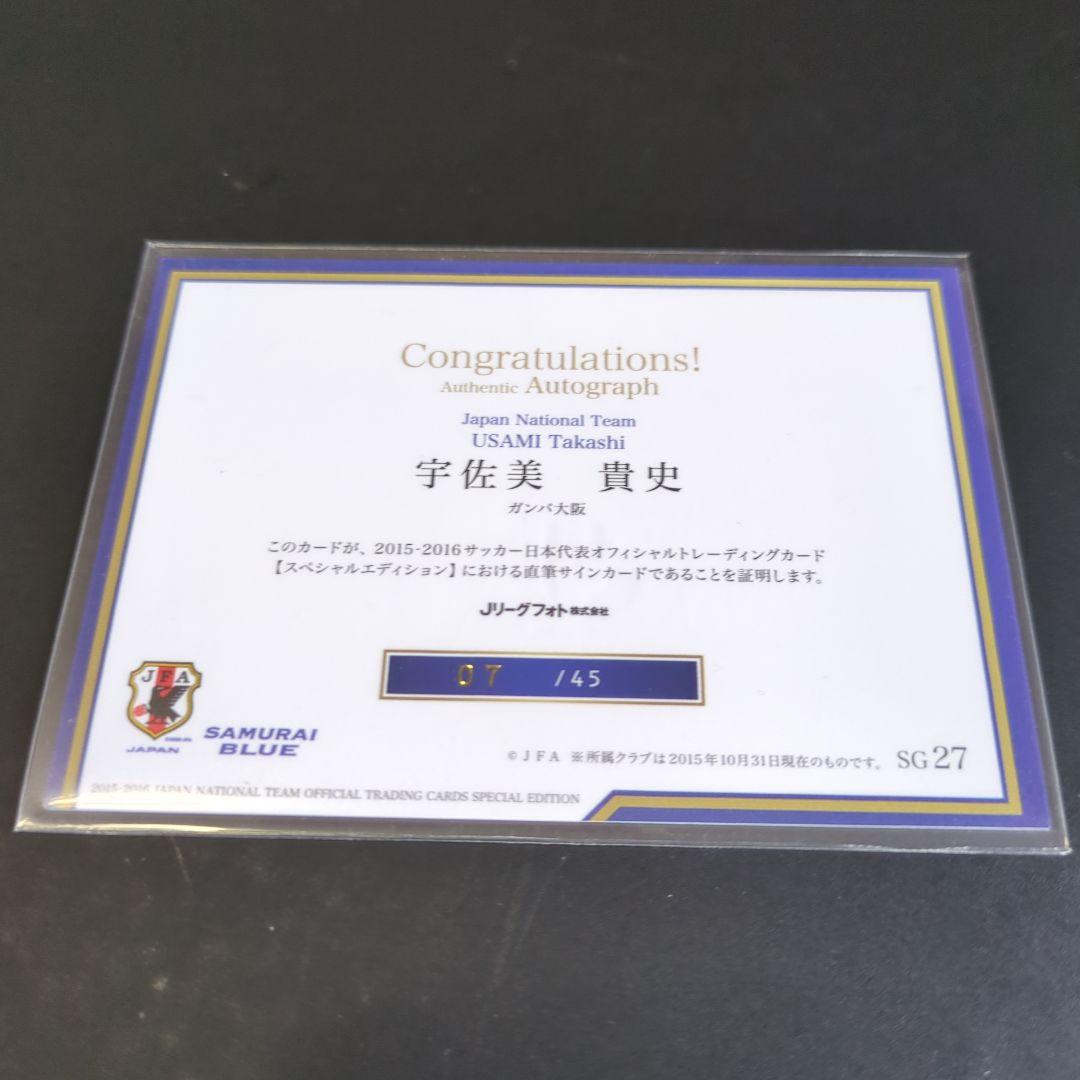 Congratulations!
Authentic Autograph
Japan National Team
USAMI Takashi
宇佐美　貴史
ガンバ大阪
このカードが、2015-2016サッカー日本代表オフィシャルトレーディングカード
【スペシャルエディション】における直筆サインカードであることを証明します。
Jリーグフォト株式会社
07 /45
JFA
JAPAN
SAMURAI
BLUE
© J F A ※所属クラブは2015年10月31日現在のものです。 SG27
2015-2016 JAPAN NATIONAL TEAM OFFICIAL TRADING CARDS SPECIAL EDITION